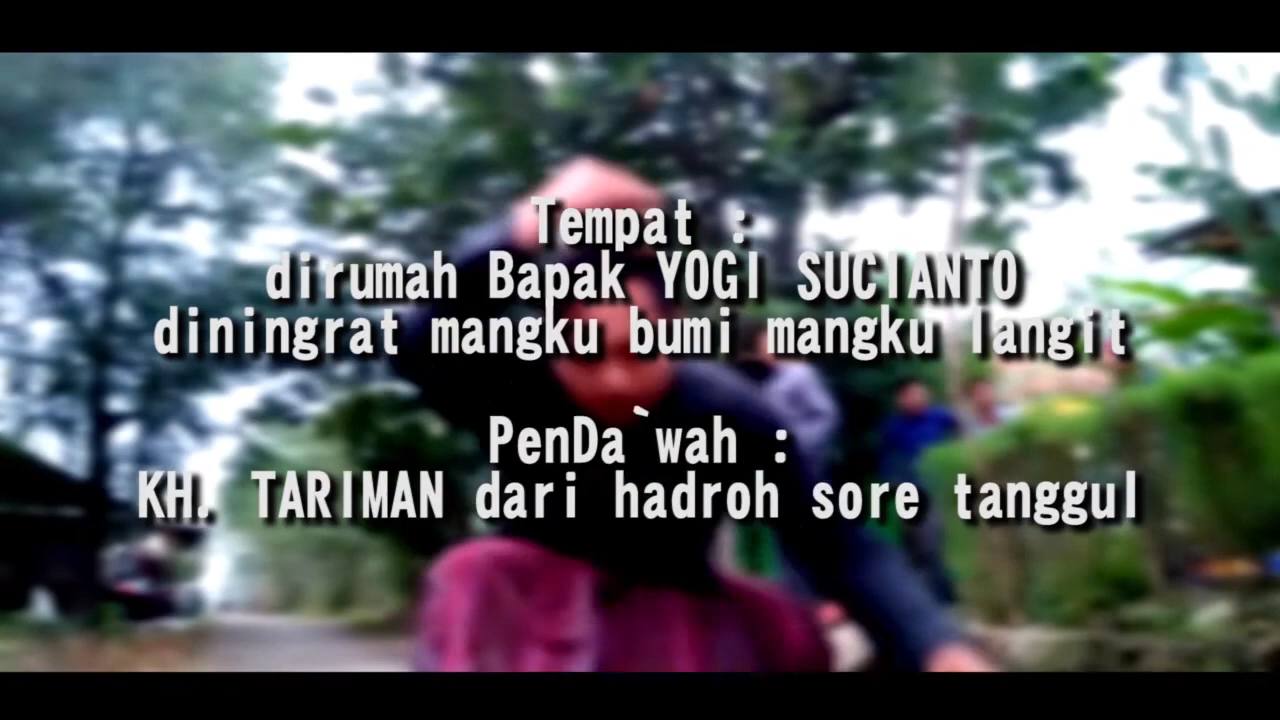 Tempat :
dirumah Bapak YOGI SUCIANTO
diningrat mangku bumi mangku langit
PenDa`wah :
KH. TARIMAN dari hadroh sore tanggul